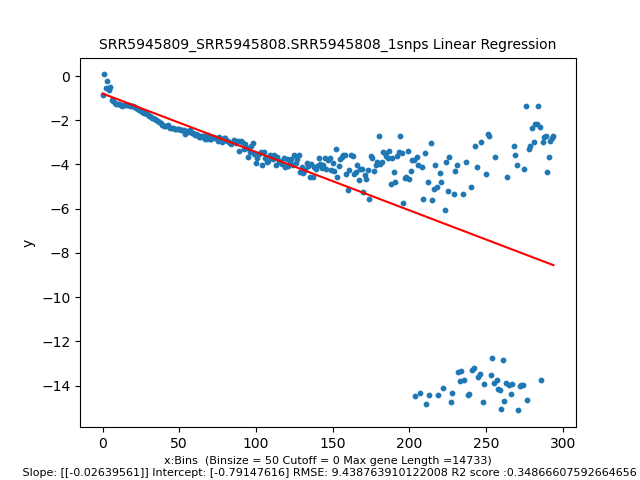 SRR5945809_SRR5945808.SRR5945808_1snps Linear Regression
0
−2
−4
−6
−8
−10
−12
−14
y
0 50 100 150 200 250 300
x:Bins (Binsize = 50 Cutoff = 0 Max gene Length =14733)
Slope: [[-0.02639561]] Intercept: [-0.79147616] RMSE: 9.438763910122008 R2 score :0.34866607592664656